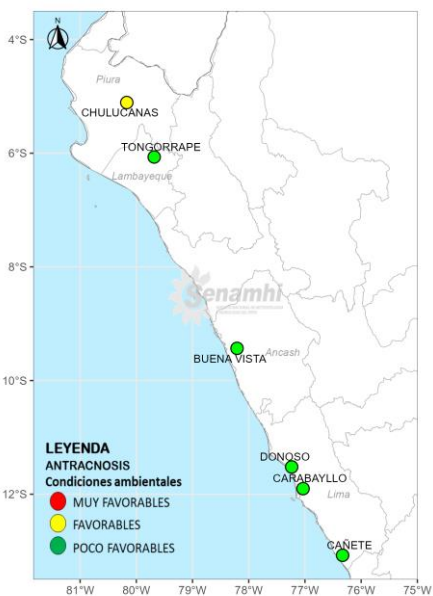 N
4°S
Piura
CHULUCANAS
6°S
TONGORRAPE
Lambayeque
8°S
Senamhi
BUENA VISTA
Ancash
10°S
LEYENDA
ANTRACNOSIS
Condiciones ambientales
MUY FAVORABLES
FAVORABLES
POCO FAVORABLES
DONOSO
CARABAYLLO
12°S
Lima
CAÑETE
81°W 80°W 79°W 78°W 77°W 76°W 75°W